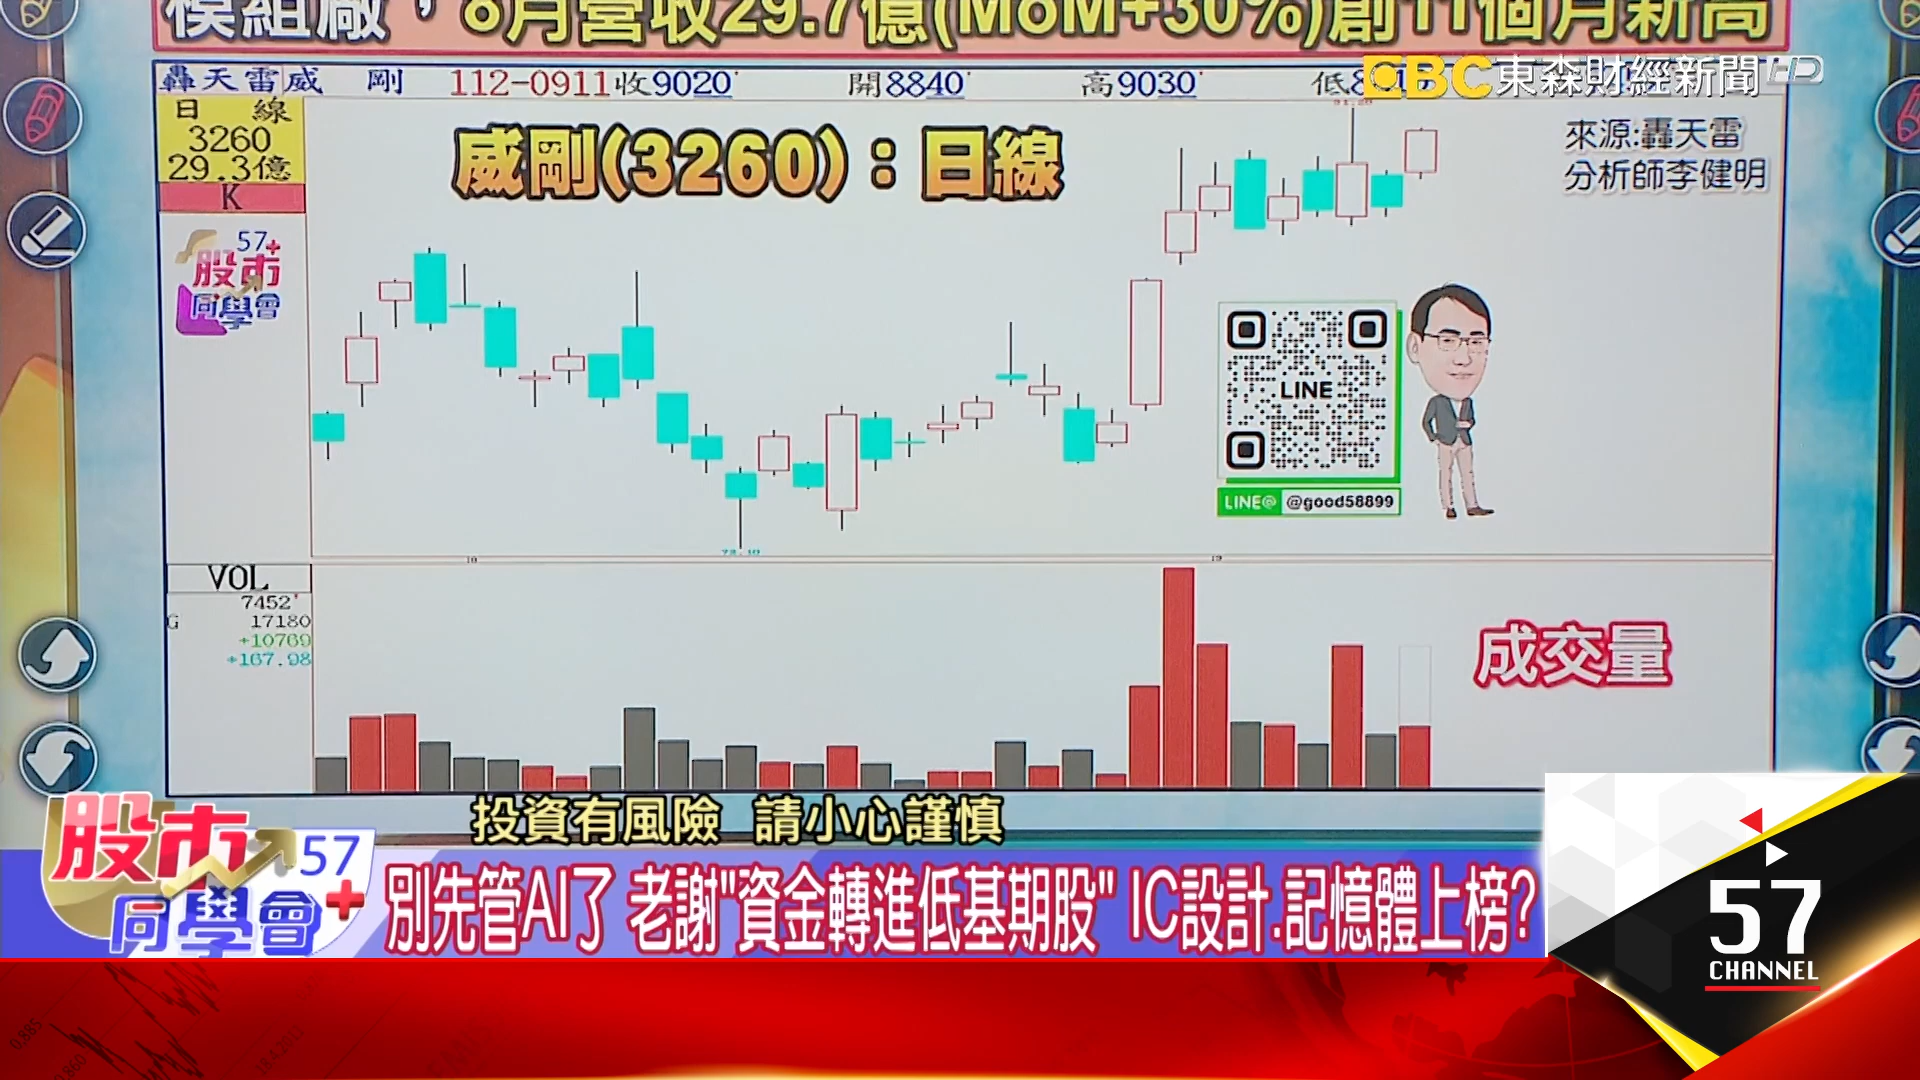 模組廠，8月營收29.7億(MoM+30%)創11個月新高
轟天雷威 剛 112-0911收9020 開8840 高9030 低8
EBC東森財經新聞HD
日 線
3260
29.3億
K
威剛(3260)：日線
來源:轟天雷
分析師李健明
57+
股市
同學會
LINE
LINE@ @good58899
VOL
7452
G 17180
+10769
+167.98
成交量
投資有風險 請小心謹慎
股市 57
同學會+
別先管AI了 老謝"資金轉進低基期股" IC設計.記憶體上榜?
57
CHANNEL